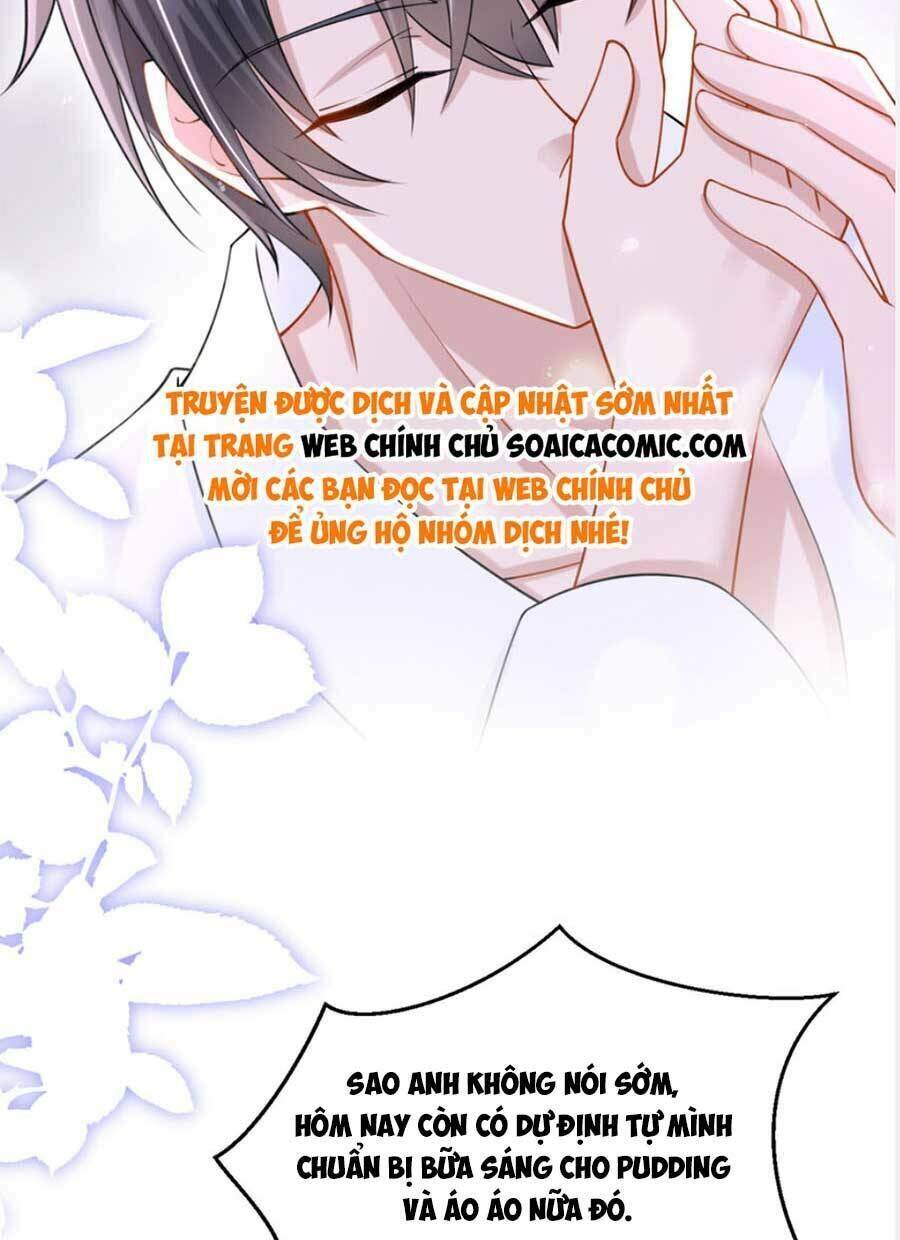 TRUYỆN ĐƯỢC DỊCH VÀ CẬP NHẬT SỚM NHẤT
TẠI TRANG WEB CHÍNH CHỦ SOAICACOMIC.COM
MỜI CÁC BẠN ĐỌC TẠI WEB CHÍNH CHỦ
ĐỂ ỦNG HỘ NHÓM DỊCH NHÉ!
SAO ANH KHÔNG NÓI SỚM,
HÔM NAY CÒN CÓ DỰ ĐỊNH TỰ MÌNH
CHUẨN BỊ BỮA SÁNG CHO PUDDING
VÀ ÁO ÁO NỮA ĐÓ.